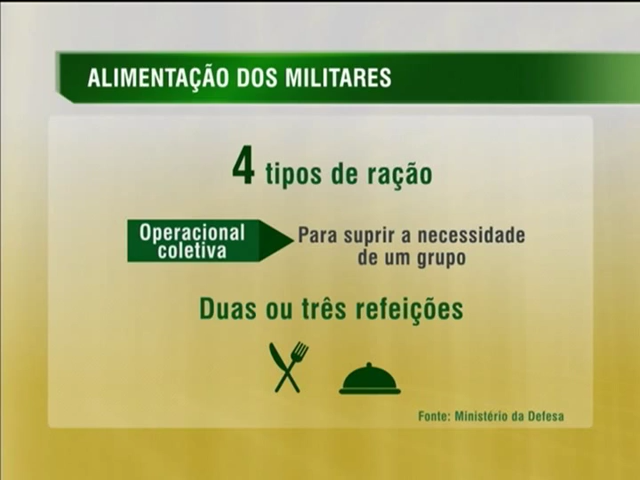 ALIMENTAÇÃO DOS MILITARES
4 tipos de ração
Operacional
coletiva
Para suprir a necessidade
de um grupo
Duas ou três refeições
Fonte: Ministério da Defesa